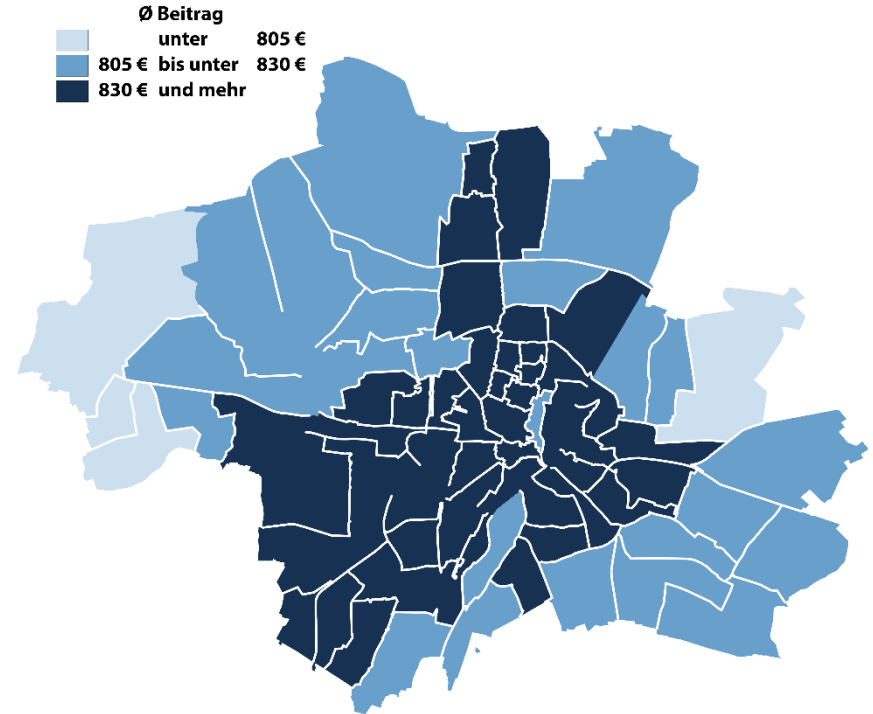 Ø Beitrag
unter 805 €
805 € bis unter 830 €
830 € und mehr